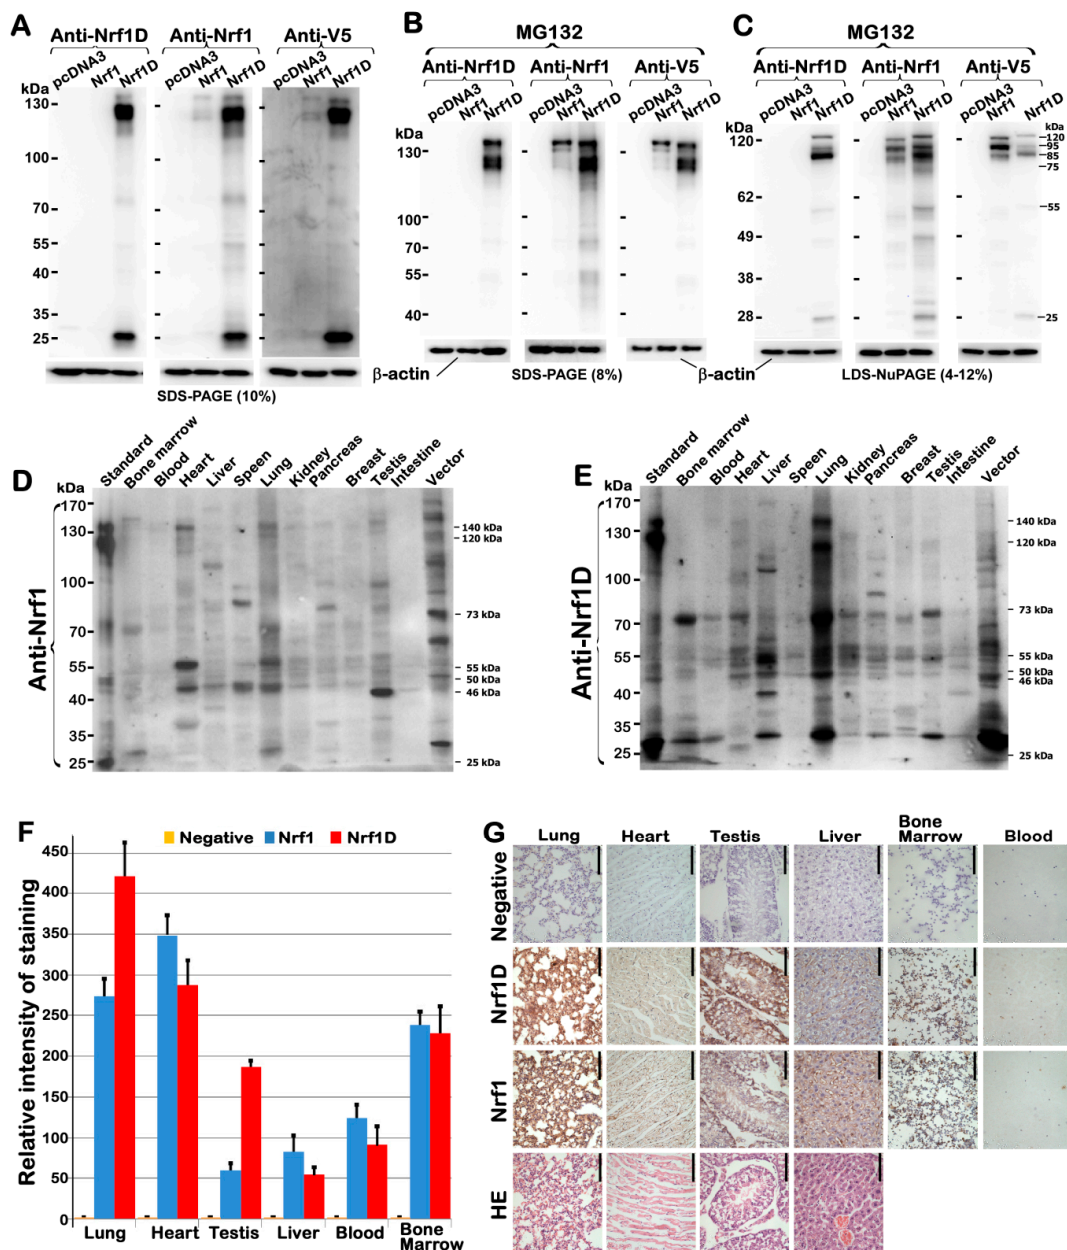 A
Anti-Nrf1D Anti-Nrf1 Anti-V5
pcDNA3 Nrf1 Nrf1D pcDNA3 Nrf1 Nrf1D pcDNA3 Nrf1 Nrf1D
kDa
130
100
70
55
40
35
25
SDS-PAGE (10%)
B
MG132
Anti-Nrf1D Anti-Nrf1 Anti-V5
pcDNA3 Nrf1 Nrf1D pcDNA3 Nrf1 Nrf1D pcDNA3 Nrf1 Nrf1D
kDa
130
100
70
55
40
β-actin
SDS-PAGE (8%)
C
MG132
Anti-Nrf1D Anti-Nrf1 Anti-V5
pcDNA3 Nrf1 Nrf1D pcDNA3 Nrf1 Nrf1D pcDNA3 Nrf1 Nrf1D
kDa
120
62
49
38
28
kDa
120
95
85
75
55
25
β-actin
LDS-NuPAGE (4-12%)
D
Standard Bone marrow Blood Heart Liver Speen Lung Kidney Pancreas Breast Testis Intestine Vector
kDa
170
130
100
70
55
40
35
25
Anti-Nrf1
140 kDa
120 kDa
73 kDa
55 kDa
50 kDa
46 kDa
25 kDa
E
Standard Bone marrow Blood Heart Liver Speen Lung Kidney Pancreas Breast Testis Intestine Vector
kDa
170
130
100
70
55
40
35
25
Anti-Nrf1D
140 kDa
120 kDa
73 kDa
55 kDa
50 kDa
46 kDa
25 kDa
F
Negative Nrf1 Nrf1D
Relative intensity of staining
450
400
350
300
250
200
150
100
50
0
Lung Heart Testis Liver Blood Bone Marrow
G
Lung Heart Testis Liver Bone Marrow Blood
Negative
Nrf1D
Nrf1
HE